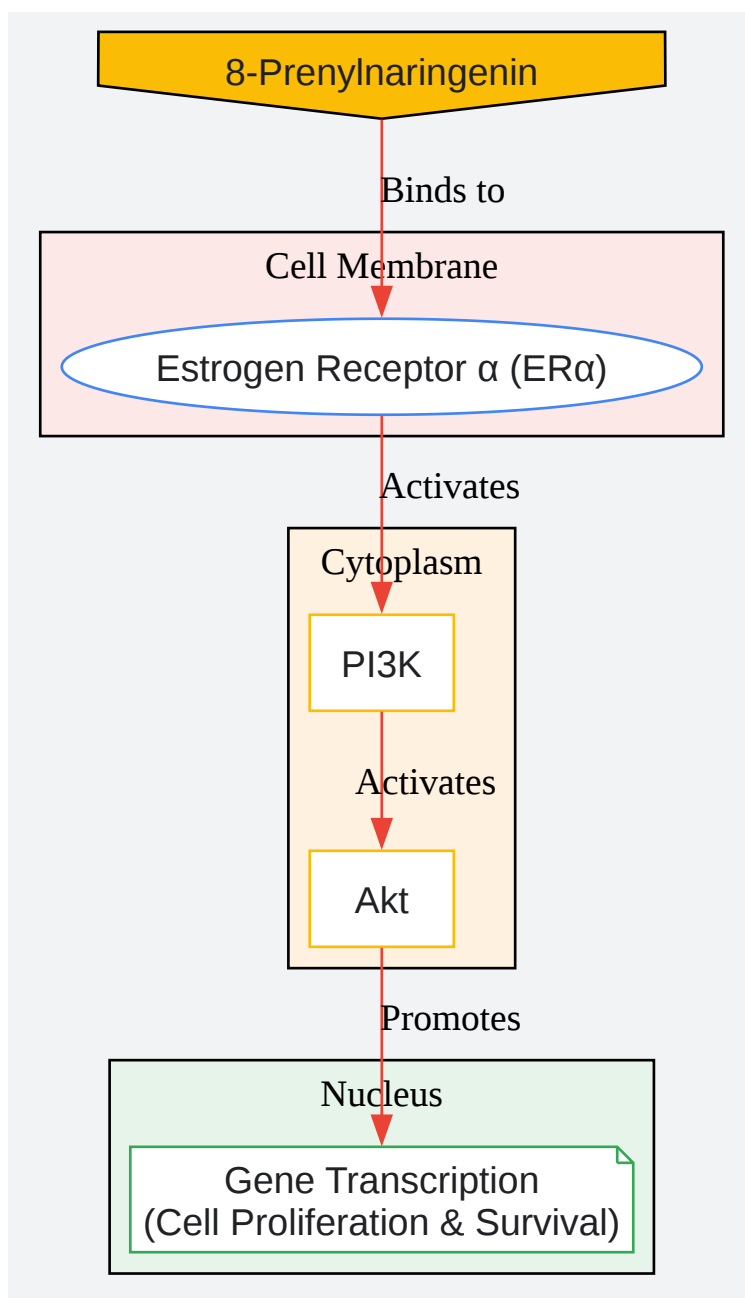 8-Prenylnaringenin
Binds to
Cell Membrane
Estrogen Receptor α (ERα)
Activates
Cytoplasm
PI3K
Activates
Akt
Promotes
Nucleus
Gene Transcription
(Cell Proliferation & Survival)